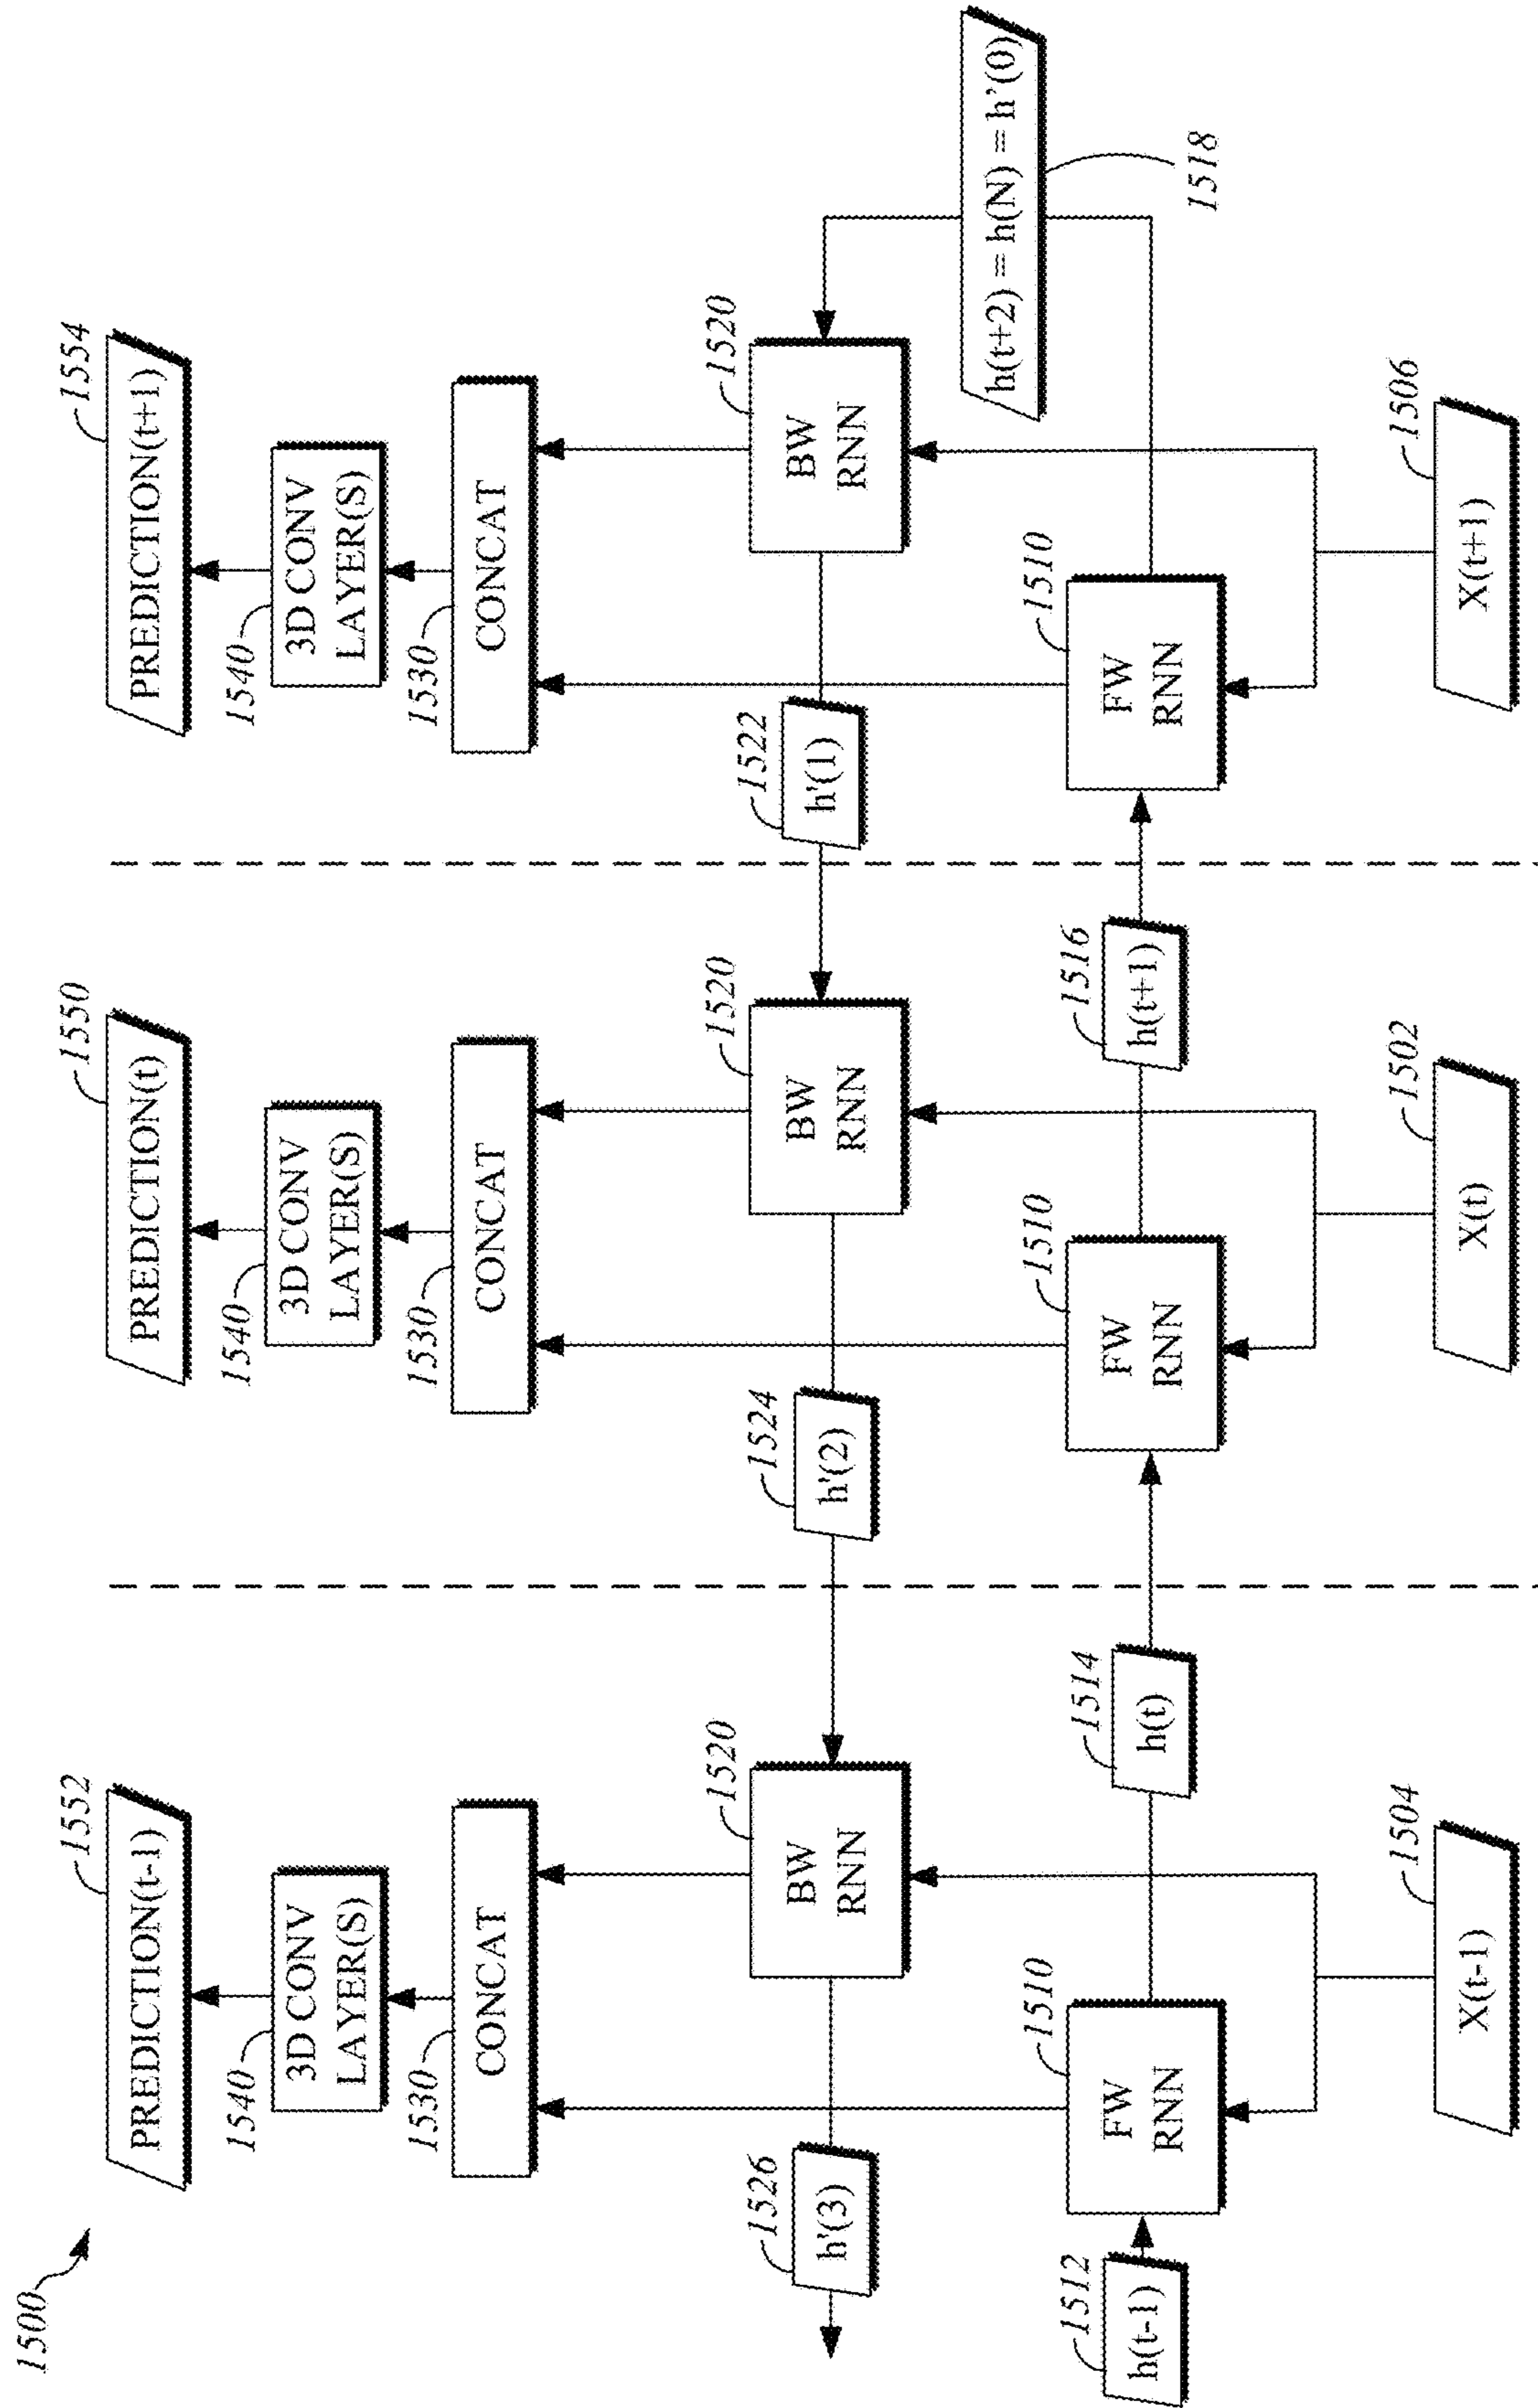 1500
1552
PREDICTION(t-1)
1540
3D CONV
LAYER(S)
1530
CONCAT
1520
BW
RNN
1526
h'(3)
1510
FW
RNN
1512
h(t-1)
1514
h(t)
1504
X(t-1)
1550
PREDICTION(t)
1540
3D CONV
LAYER(S)
1530
CONCAT
1520
BW
RNN
1524
h'(2)
1510
FW
RNN
1516
h(t+1)
1502
X(t)
1554
PREDICTION(t+1)
1540
3D CONV
LAYER(S)
1530
CONCAT
1520
BW
RNN
1522
h'(1)
h(t+2) = h(N) = h’(0)
1518
1510
FW
RNN
1506
X(t+1)